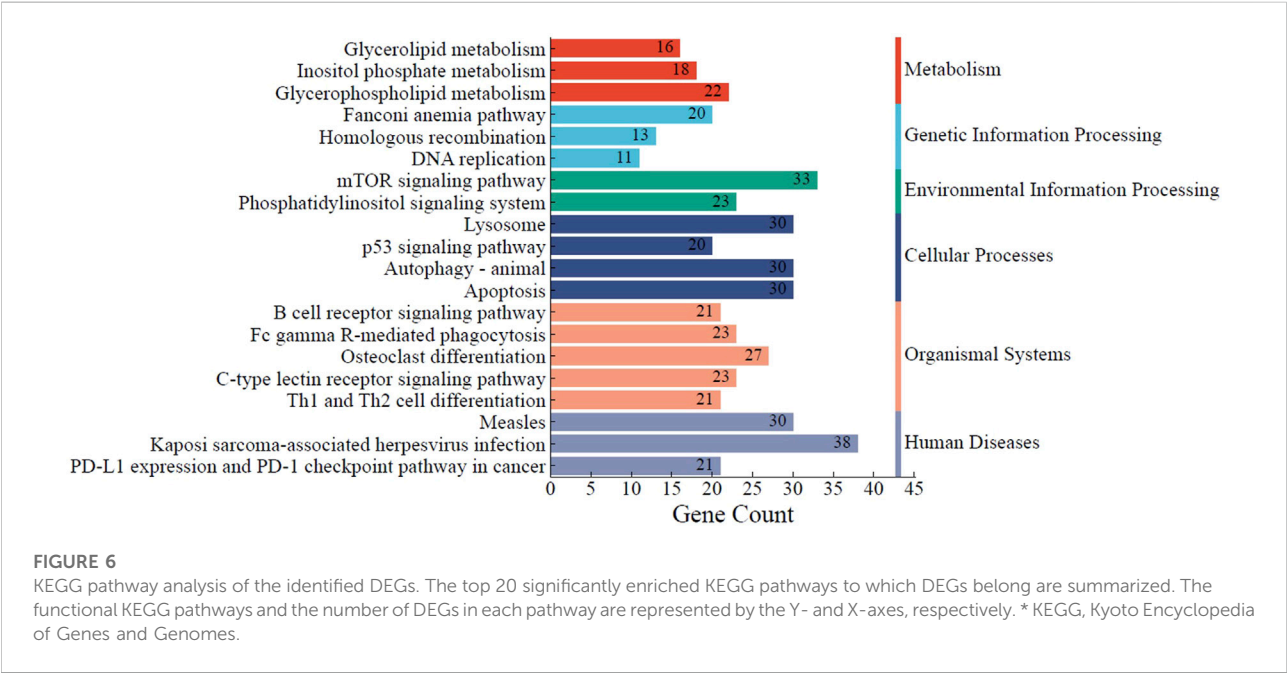 Glycerolipid metabolism 16
Inositol phosphate metabolism 18
Glycerophospholipid metabolism 22
Metabolism
Fanconi anemia pathway 20
Homologous recombination 13
DNA replication 11
Genetic Information Processing
mTOR signaling pathway 33
Phosphatidylinositol signaling system 23
Environmental Information Processing
Lysosome 30
p53 signaling pathway 20
Autophagy - animal 30
Apoptosis 30
Cellular Processes
B cell receptor signaling pathway 21
Fc gamma R-mediated phagocytosis 23
Osteoclast differentiation 27
C-type lectin receptor signaling pathway 23
Th1 and Th2 cell differentiation 21
Organismal Systems
Measles 30
Kaposi sarcoma-associated herpesvirus infection 38
PD-L1 expression and PD-1 checkpoint pathway in cancer 21
Human Diseases
0 5 10 15 20 25 30 35 40 45
Gene Count
FIGURE 6
KEGG pathway analysis of the identified DEGs. The top 20 significantly enriched KEGG pathways to which DEGs belong are summarized. The
functional KEGG pathways and the number of DEGs in each pathway are represented by the Y- and X-axes, respectively. * KEGG, Kyoto Encyclopedia
of Genes and Genomes.